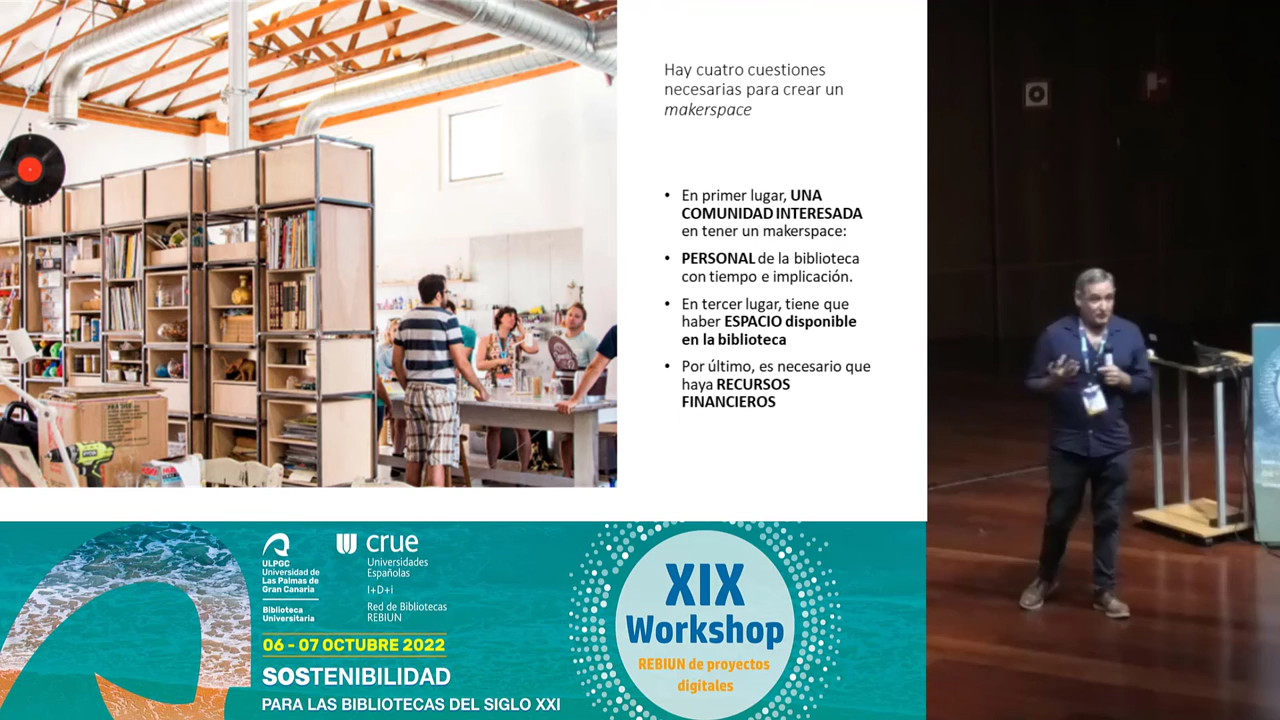 Hay cuatro cuestiones
necesarias para crear un
makerspace
• En primer lugar, UNA
COMUNIDAD INTERESADA
en tener un makerspace:
• PERSONAL de la biblioteca
con tiempo e implicación.
• En tercer lugar, tiene que
haber ESPACIO disponible
en la biblioteca
• Por último, es necesario que
haya RECURSOS
FINANCIEROS
ULPGC
Universidad de
Las Palmas de
Gran Canaria
Biblioteca
Universitaria
crue
Universidades
Españolas
I+D+i
Red de Bibliotecas
REBIUN
06 - 07 OCTUBRE 2022
SOSTENIBILIDAD
PARA LAS BIBLIOTECAS DEL SIGLO XXI
XIX
Workshop
REBIUN de proyectos
digitales